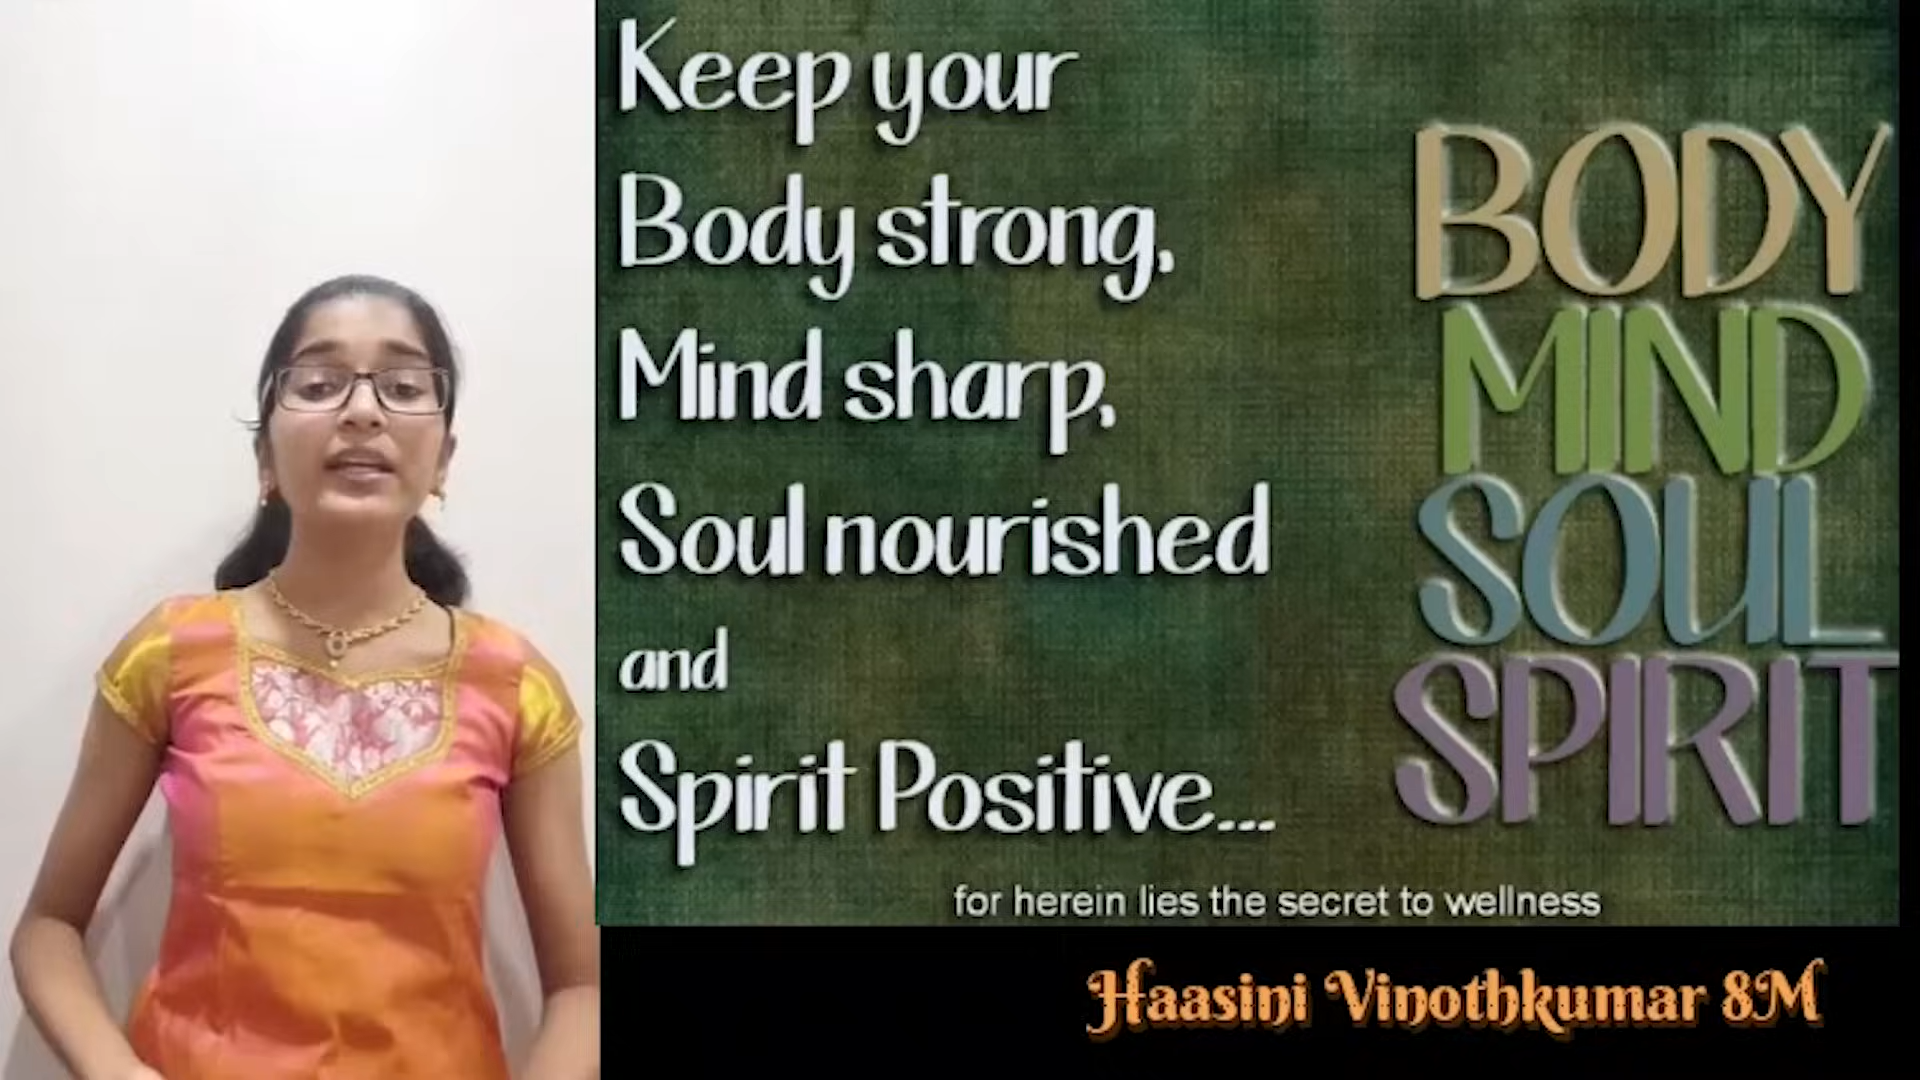 Keep your
Body strong,
Mind sharp,
Soul nourished
and
Spirit Positive...
for herein lies the secret to wellness
BODY
MIND
SOUL
SPIRIT
Haasini Vinothkumar 8M